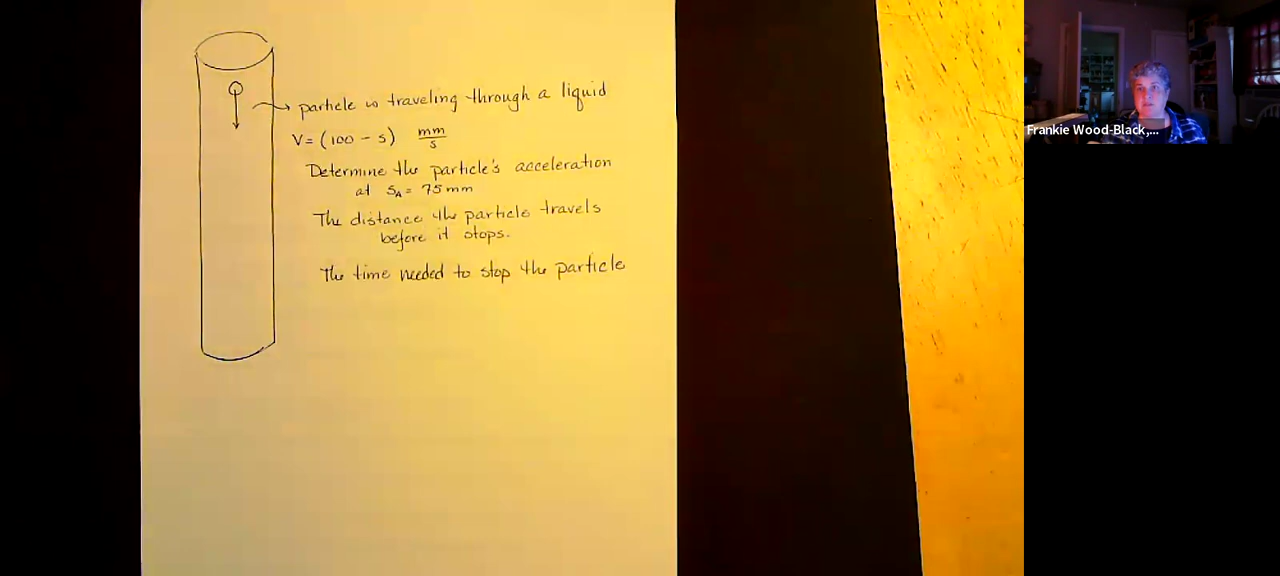 particle is traveling through a liquid
V = (100 - s) mm/s
Determine the particle's acceleration
at SA = 75 mm
The distance the particle travels
before it stops.
The time needed to stop the particle
Frankie Wood-Black,...